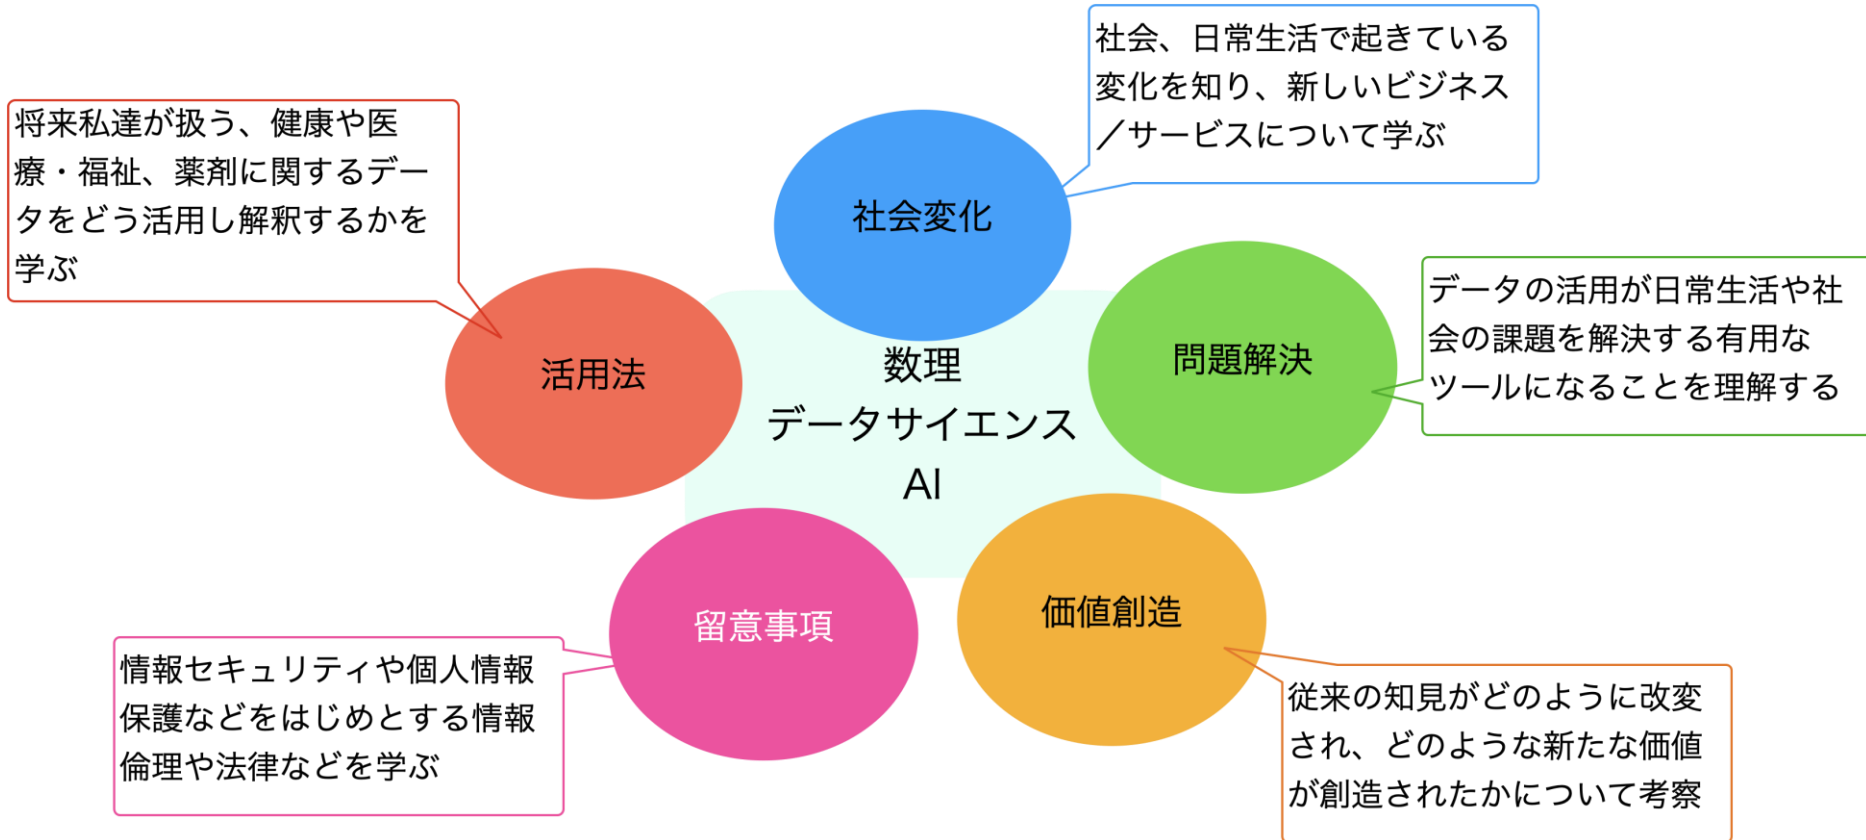 社会、日常生活で起きている
変化を知り、新しいビジネス
／サービスについて学ぶ
将来私達が扱う、健康や医
療・福祉、薬剤に関するデー
タをどう活用し解釈するかを
学ぶ
社会変化
データの活用が日常生活や社
会の課題を解決する有用な
ツールになることを理解する
問題解決
活用法
数理
データサイエンス
AI
留意事項
価値創造
情報セキュリティや個人情報
保護などをはじめとする情報
倫理や法律などを学ぶ
従来の知見がどのように改変
され、どのような新たな価値
が創造されたかについて考察